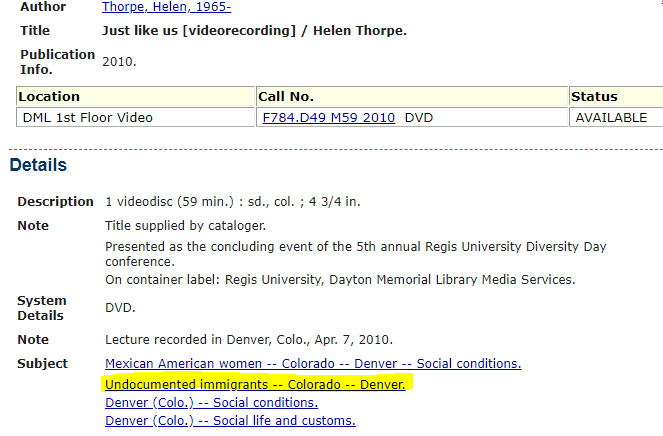 Author Thorpe, Helen, 1965-
Title Just like us [videorecording] / Helen Thorpe.
Publication
Info. 2010.
Location Call No. Status
DML 1st Floor Video F784.D49 M59 2010 DVD AVAILABLE
Details
Description 1 videodisc (59 min.) : sd., col. ; 4 3/4 in.
Note Title supplied by cataloger.
Presented as the concluding event of the 5th annual Regis University Diversity Day
conference.
On container label: Regis University, Dayton Memorial Library Media Services.
System
Details DVD.
Note Lecture recorded in Denver, Colo., Apr. 7, 2010.
Subject Mexican American women -- Colorado -- Denver -- Social conditions.
Undocumented immigrants -- Colorado -- Denver.
Denver (Colo.) -- Social conditions.
Denver (Colo.) -- Social life and customs.